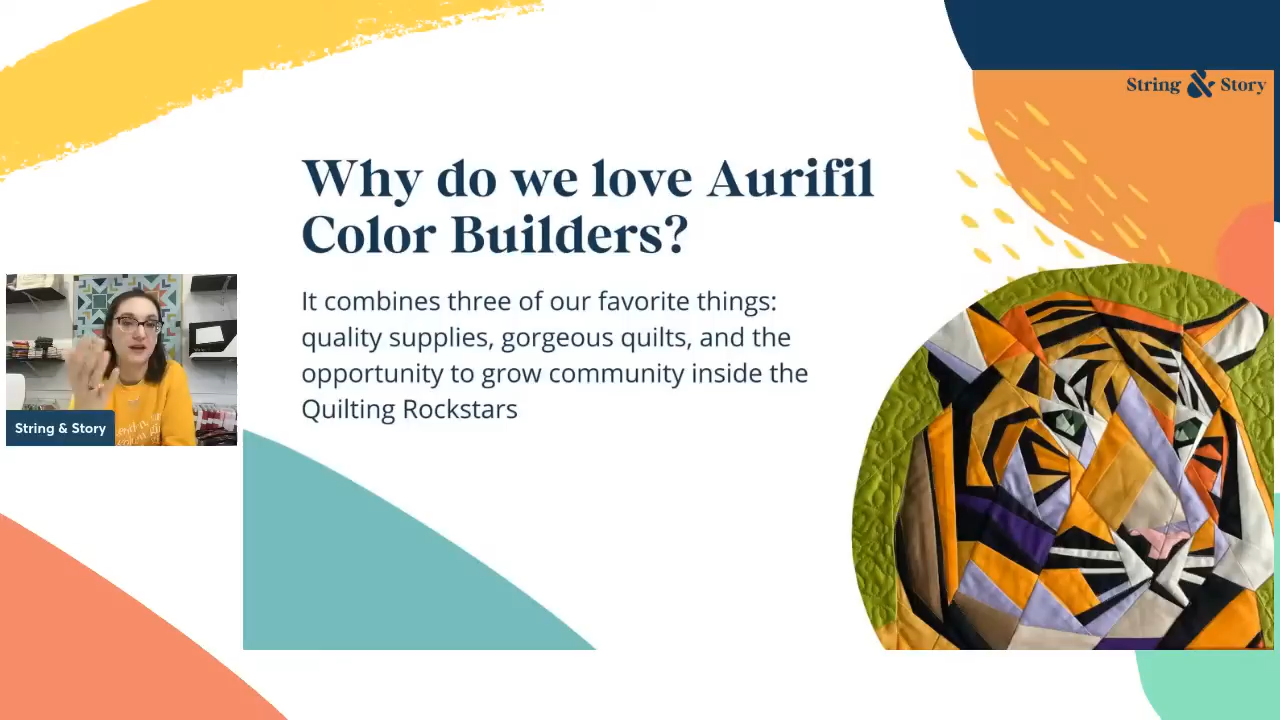 String & Story
Why do we love Aurifil
Color Builders?
It combines three of our favorite things:
quality supplies, gorgeous quilts, and the
opportunity to grow community inside the
Quilting Rockstars
String & Story